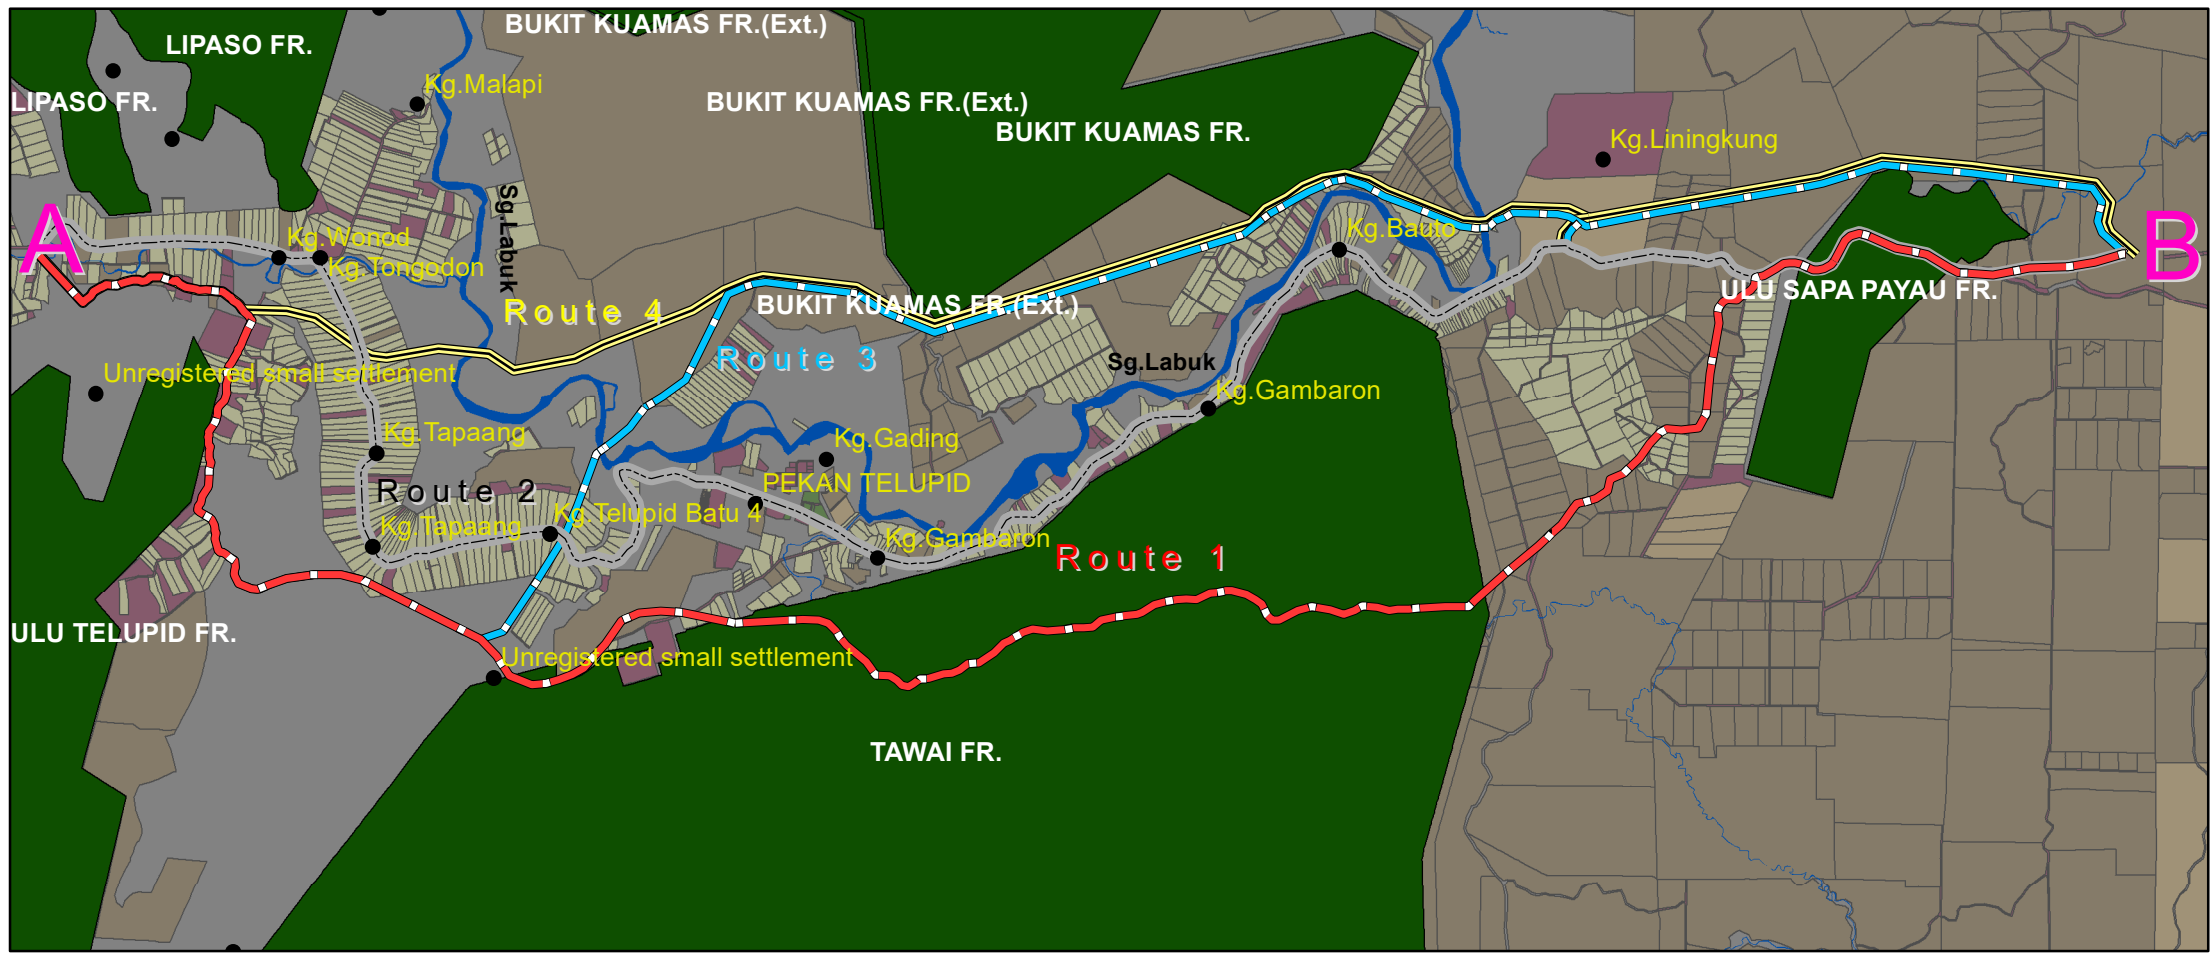 BUKIT KUAMAS FR.(Ext.)
LIPASO FR.
Kg.Malapi
LIPASO FR.
BUKIT KUAMAS FR.(Ext.)
BUKIT KUAMAS FR.
Kg.Liningkung
Sg.Labuk
A
Kg.Wonod
Kg.Bauto
B
Kg.Tongodon
ULU SAPA PAYAU FR.
BUKIT KUAMAS FR.(Ext.)
Route 4
Route 3
Sg.Labuk
Unregistered small settlement
Kg.Gambaron
Kg.Tapaang
Kg.Gading
PEKAN TELUPID
Route 2
Kg.Telupid Batu 4
Kg.Tapaang
Kg.Gambaron
Route 1
ULU TELUPID FR.
Unregistered small settlement
TAWAI FR.